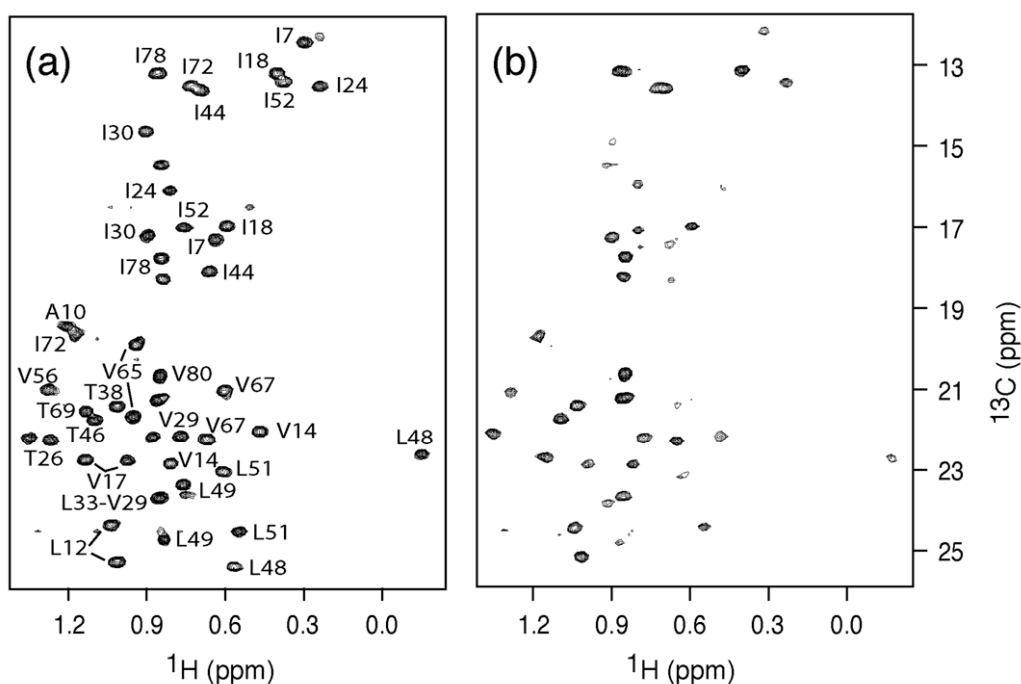 (a)
I7
I78
I72
I18
I52
I24
I44
I30
I24
I52
I18
I30
I7
I78
I44
A10
I72
V65
V80
V56
T38
V67
T69
V29
V67
V14
T46
L48
T26
V14
L51
V17
L49
L33-V29
L12
L49
L51
L48
1.2 0.9 0.6 0.3 0.0
1H (ppm)
(b)
13
15
17
19
21
23
25
13C (ppm)
1.2 0.9 0.6 0.3 0.0
1H (ppm)